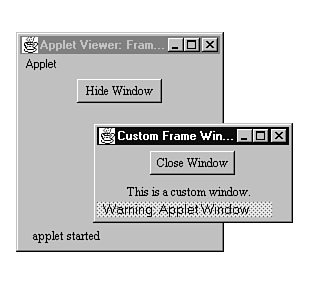 Applet Viewer: Fram...
Applet
Hide Window
Custom Frame Win...
Close Window
This is a custom window.
Warning: Applet Window
applet started